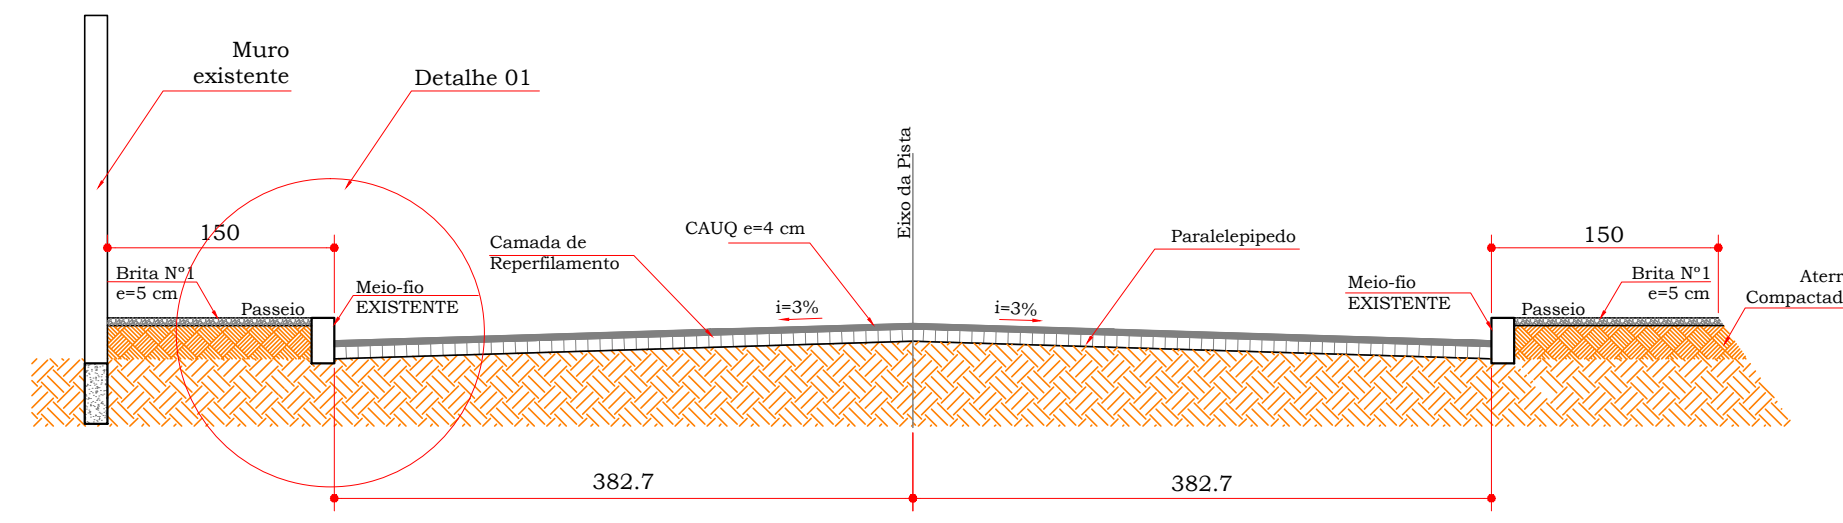 Muro
existente
Detalhe 01
Eixo da Pista
150
Camada de
Reperfilamento
CAUQ e=4 cm
Paralelepipedo
150
Brita Nº1
e=5 cm
Passeio
Meio-fio
EXISTENTE
i=3%
i=3%
Meio-fio
EXISTENTE
Passeio
Brita Nº1
e=5 cm
Aterr
Compactad
382.7
382.7